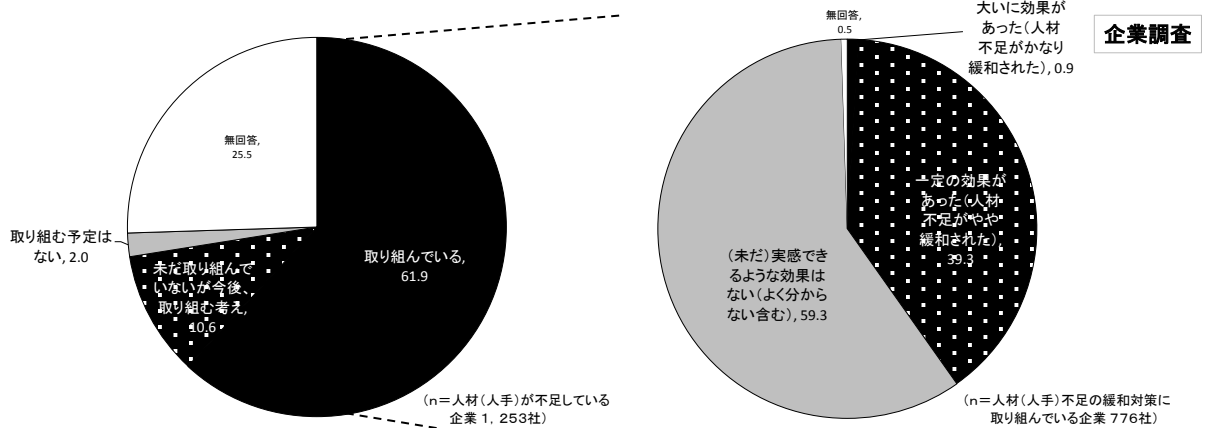 無回答,
25.5
取り組む予定は
ない, 2.0
未だ取り組んで
いないが今後、
取り組む考え,
10.6
取り組んでいる,
61.9
(n=人材(人手)が不足している
企業 1, 253社)
無回答,
0.5
大いに効果が
あった(人材
不足がかなり
緩和された), 0.9
企業調査
一定の効果が
あった(人材
不足がやや
緩和された),
39.3
(未だ)実感でき
るような効果は
ない(よく分から
ない含む), 59.3
(n=人材(人手)不足の緩和対策に
取り組んでいる企業 776社)